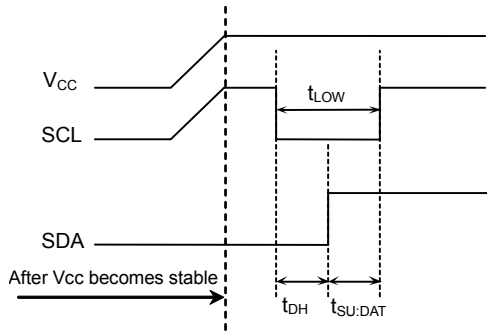 VCC
tLOW
SCL
SDA
After Vcc becomes stable
tDH
tSU:DAT